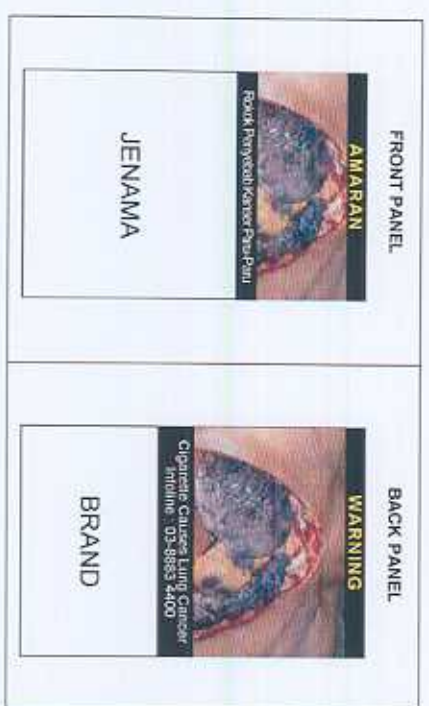 FRONT PANEL
AMARAN
Rokok Penyebab Kanser Paru-Paru
JENAMA
BACK PANEL
WARNING
Cigarette Causes Lung Cancer
Infoline : 03-8883 4400
BRAND